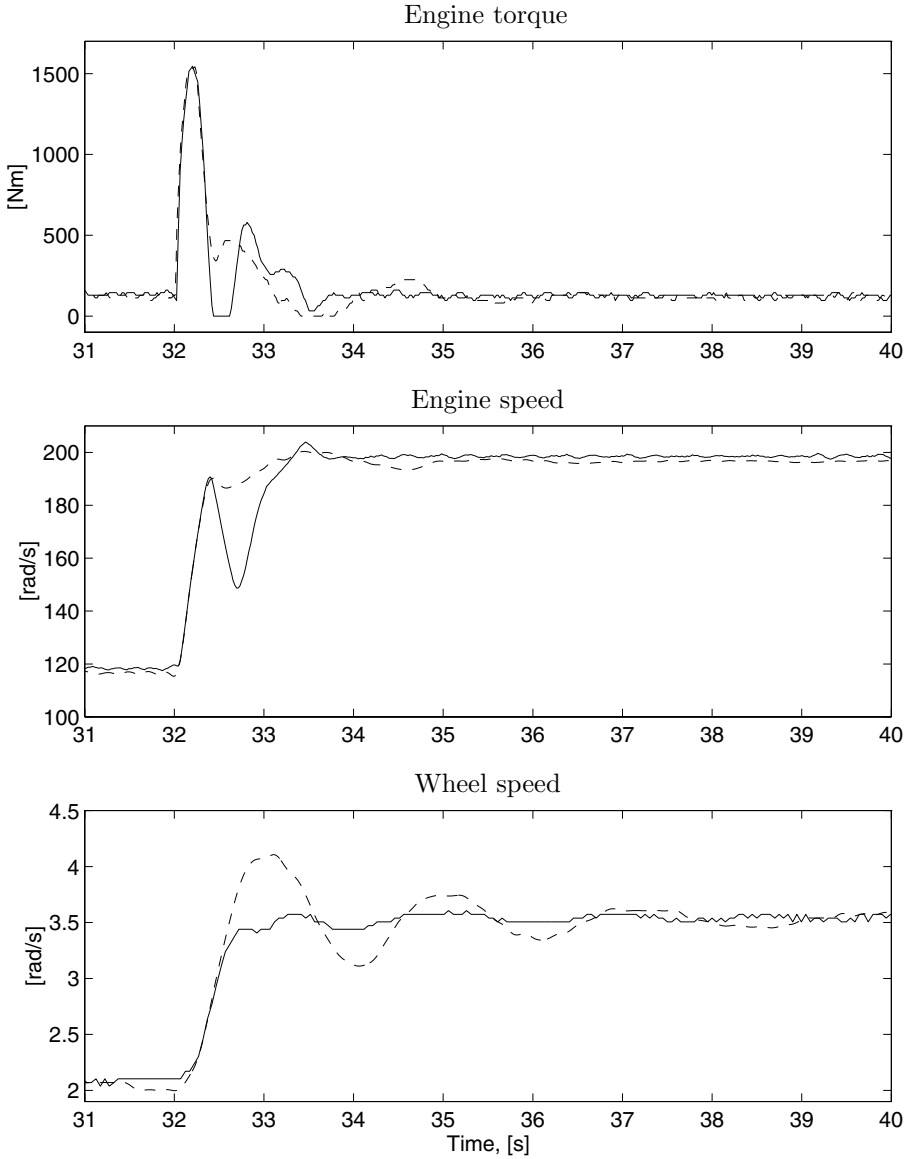 Engine torque
1500
1000
500
0
[Nm]
31 32 33 34 35 36 37 38 39 40
Engine speed
200
180
160
140
120
100
[rad/s]
31 32 33 34 35 36 37 38 39 40
Wheel speed
4.5
4
3.5
3
2.5
2
[rad/s]
31 32 33 34 35 36 37 38 39 40
Time, [s]